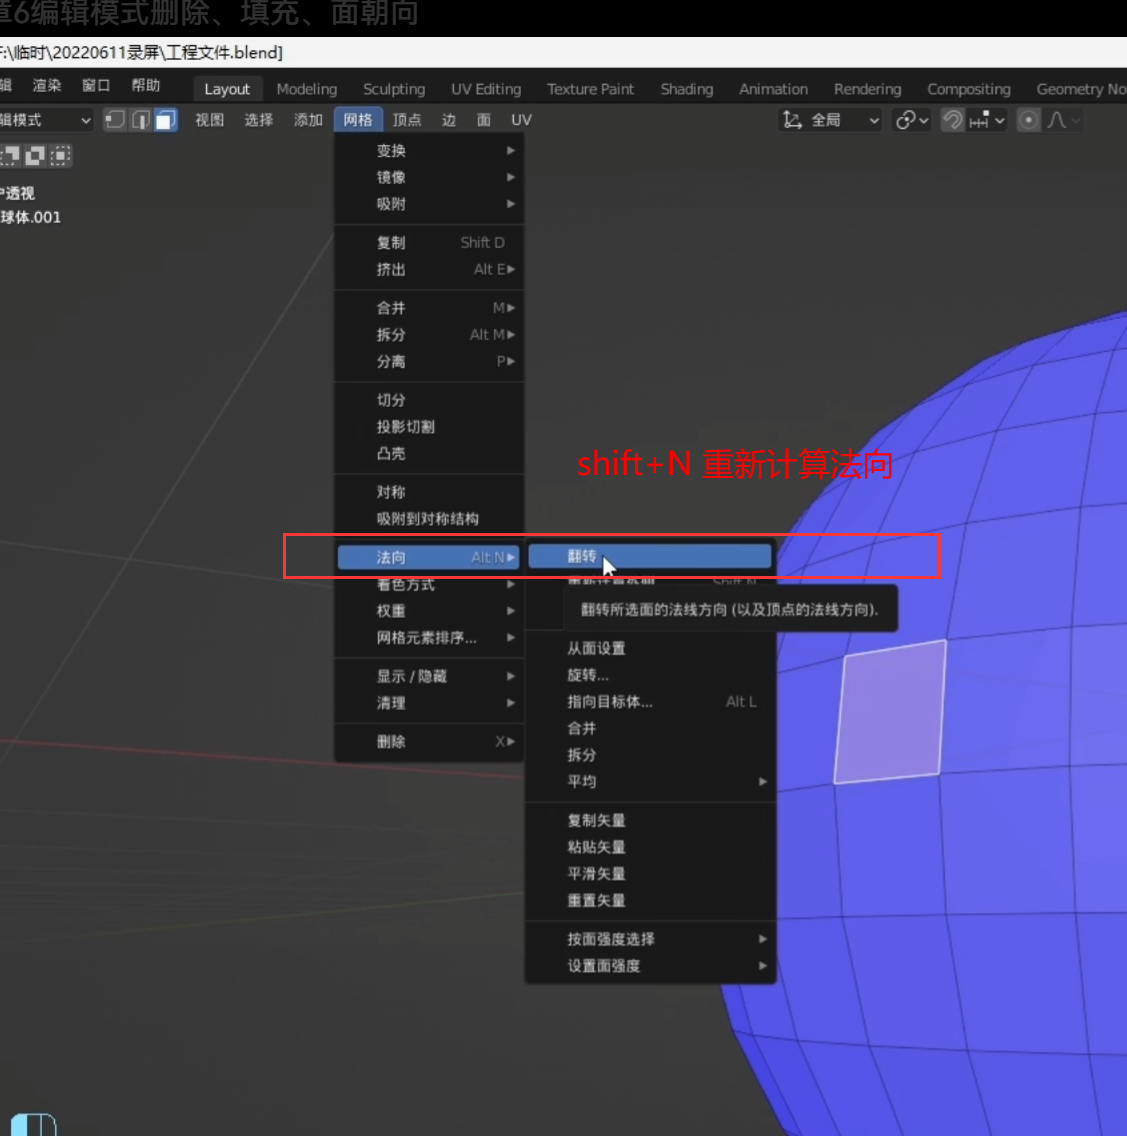 章6编辑模式删除、填充、面朝向
F:\临时\20220611录屏\工程文件.blend]
辑 渲染 窗口 帮助 Layout Modeling Sculpting UV Editing Texture Paint Shading Animation Rendering Compositing Geometry No
辑模式 视图 选择 添加 网格 顶点 边 面 UV 全局
户透视
球体.001
变换
镜像
吸附
复制 Shift D
挤出 Alt E
合并 M
拆分 Alt M
分离 P
切分
投影切割
凸壳
对称
吸附到对称结构
法向 Alt N
着色方式
权重
网格元素排序...
显示 / 隐藏
清理
删除 X
shift+N 重新计算法向
翻转
重新计算外侧 Shift N
翻转所选面的法线方向 (以及顶点的法线方向).
从面设置
旋转...
指向目标体... Alt L
合并
拆分
平均
复制矢量
粘贴矢量
平滑矢量
重置矢量
按面强度选择
设置面强度